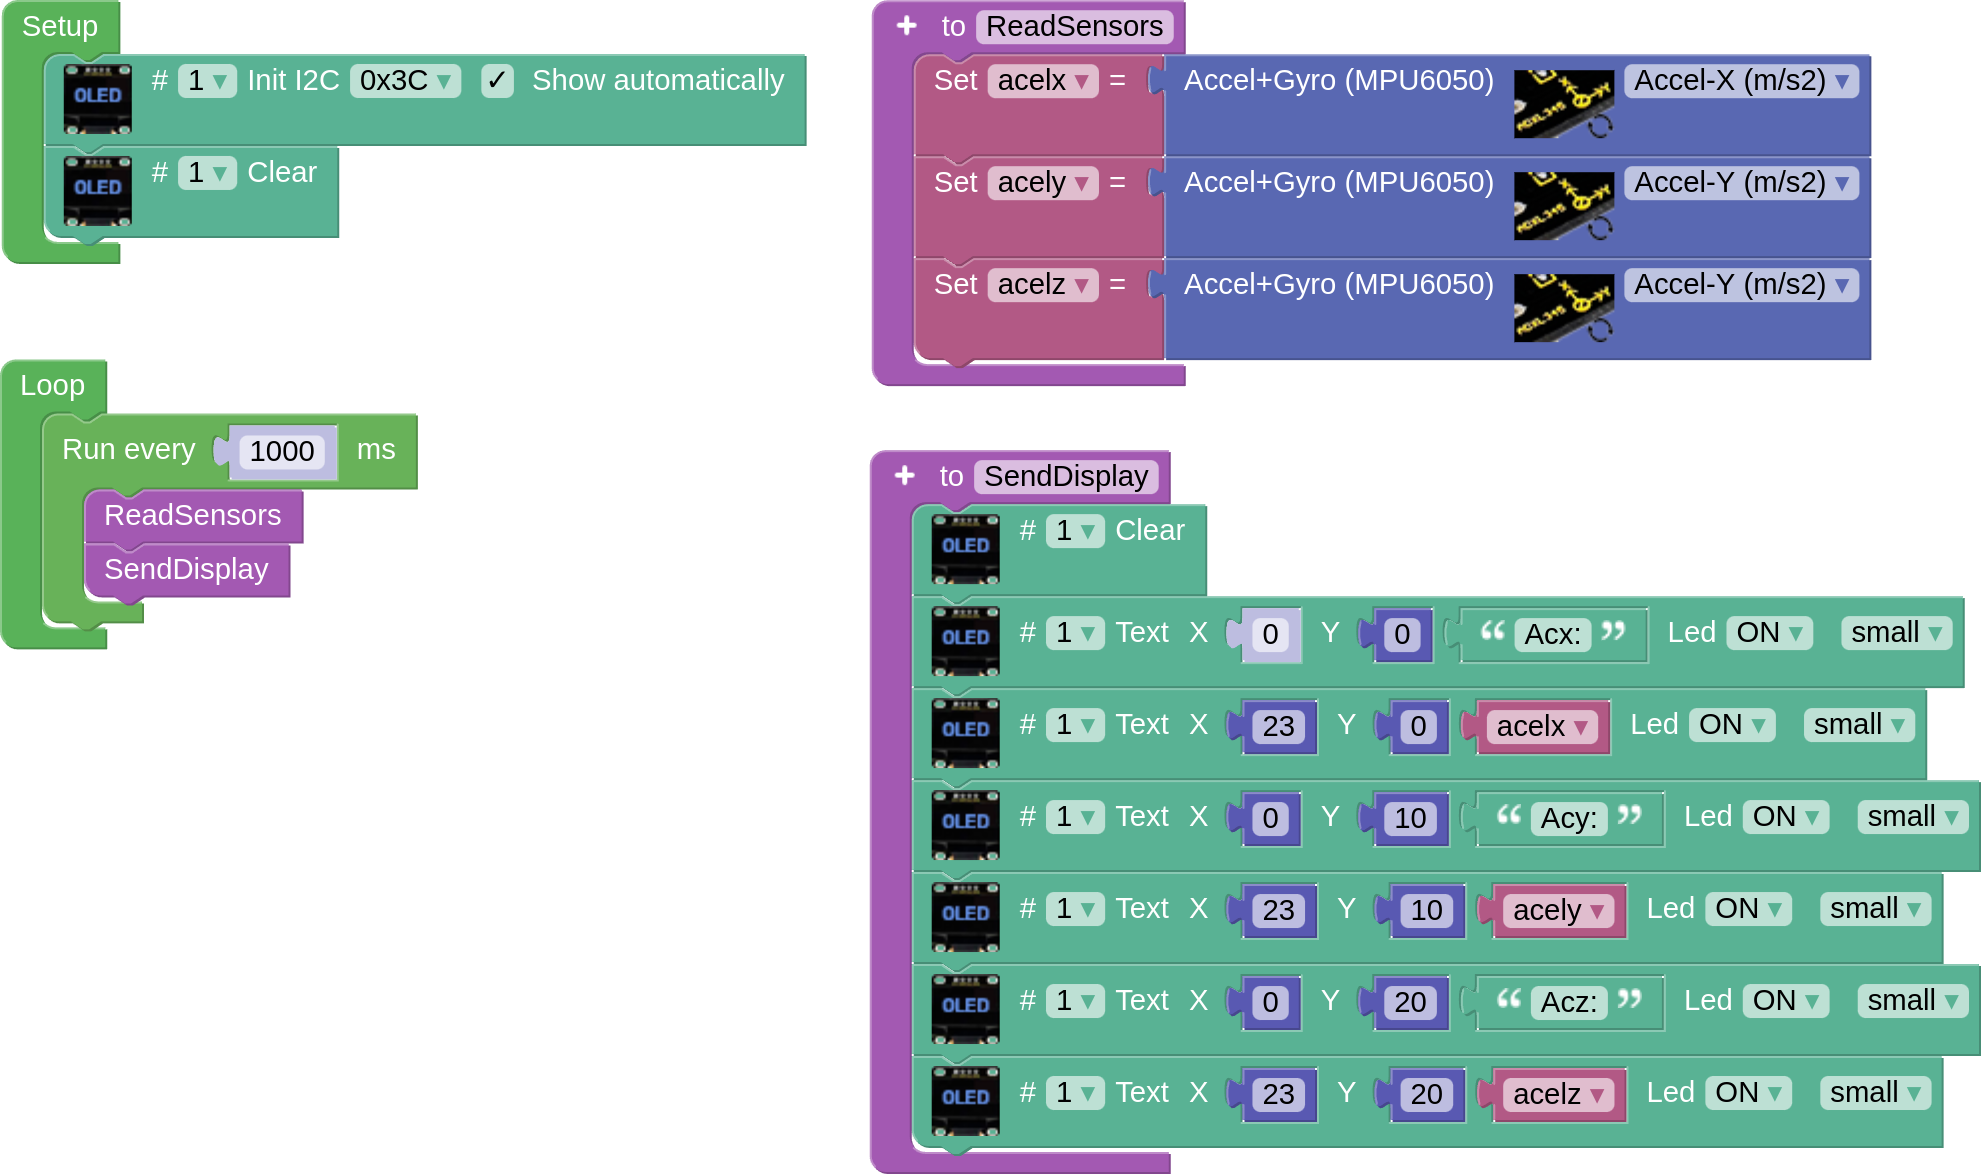 Setup
OLED # 1 ▾ Init I2C 0x3C ▾ ✓ Show automatically
OLED # 1 ▾ Clear
Loop
Run every 1000 ms
ReadSensors
SendDisplay
+ to ReadSensors
Set acelx ▾ = Accel+Gyro (MPU6050) Accel-X (m/s2) ▾
Set acely ▾ = Accel+Gyro (MPU6050) Accel-Y (m/s2) ▾
Set acelz ▾ = Accel+Gyro (MPU6050) Accel-Y (m/s2) ▾
+ to SendDisplay
OLED # 1 ▾ Clear
OLED # 1 ▾ Text X 0 Y 0 “ Acx: ” Led ON ▾ small ▾
OLED # 1 ▾ Text X 23 Y 0 acelx ▾ Led ON ▾ small ▾
OLED # 1 ▾ Text X 0 Y 10 “ Acy: ” Led ON ▾ small ▾
OLED # 1 ▾ Text X 23 Y 10 acely ▾ Led ON ▾ small ▾
OLED # 1 ▾ Text X 0 Y 20 “ Acz: ” Led ON ▾ small ▾
OLED # 1 ▾ Text X 23 Y 20 acelz ▾ Led ON ▾ small ▾